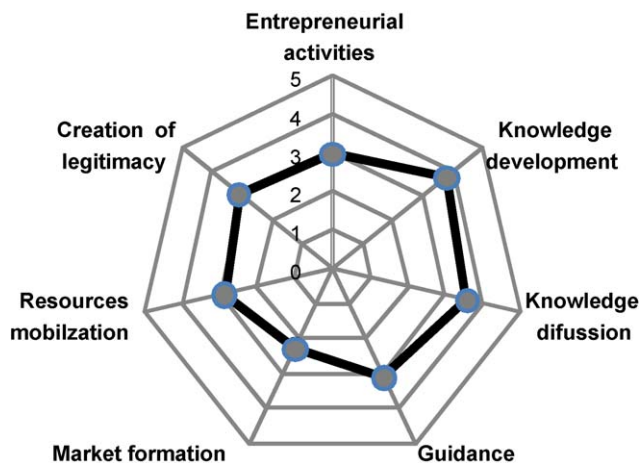 Entrepreneurial
activities
5
4
3
2
1
0
Creation of
legitimacy
Knowledge
development
Resources
mobilzation
Knowledge
difussion
Market formation
Guidance